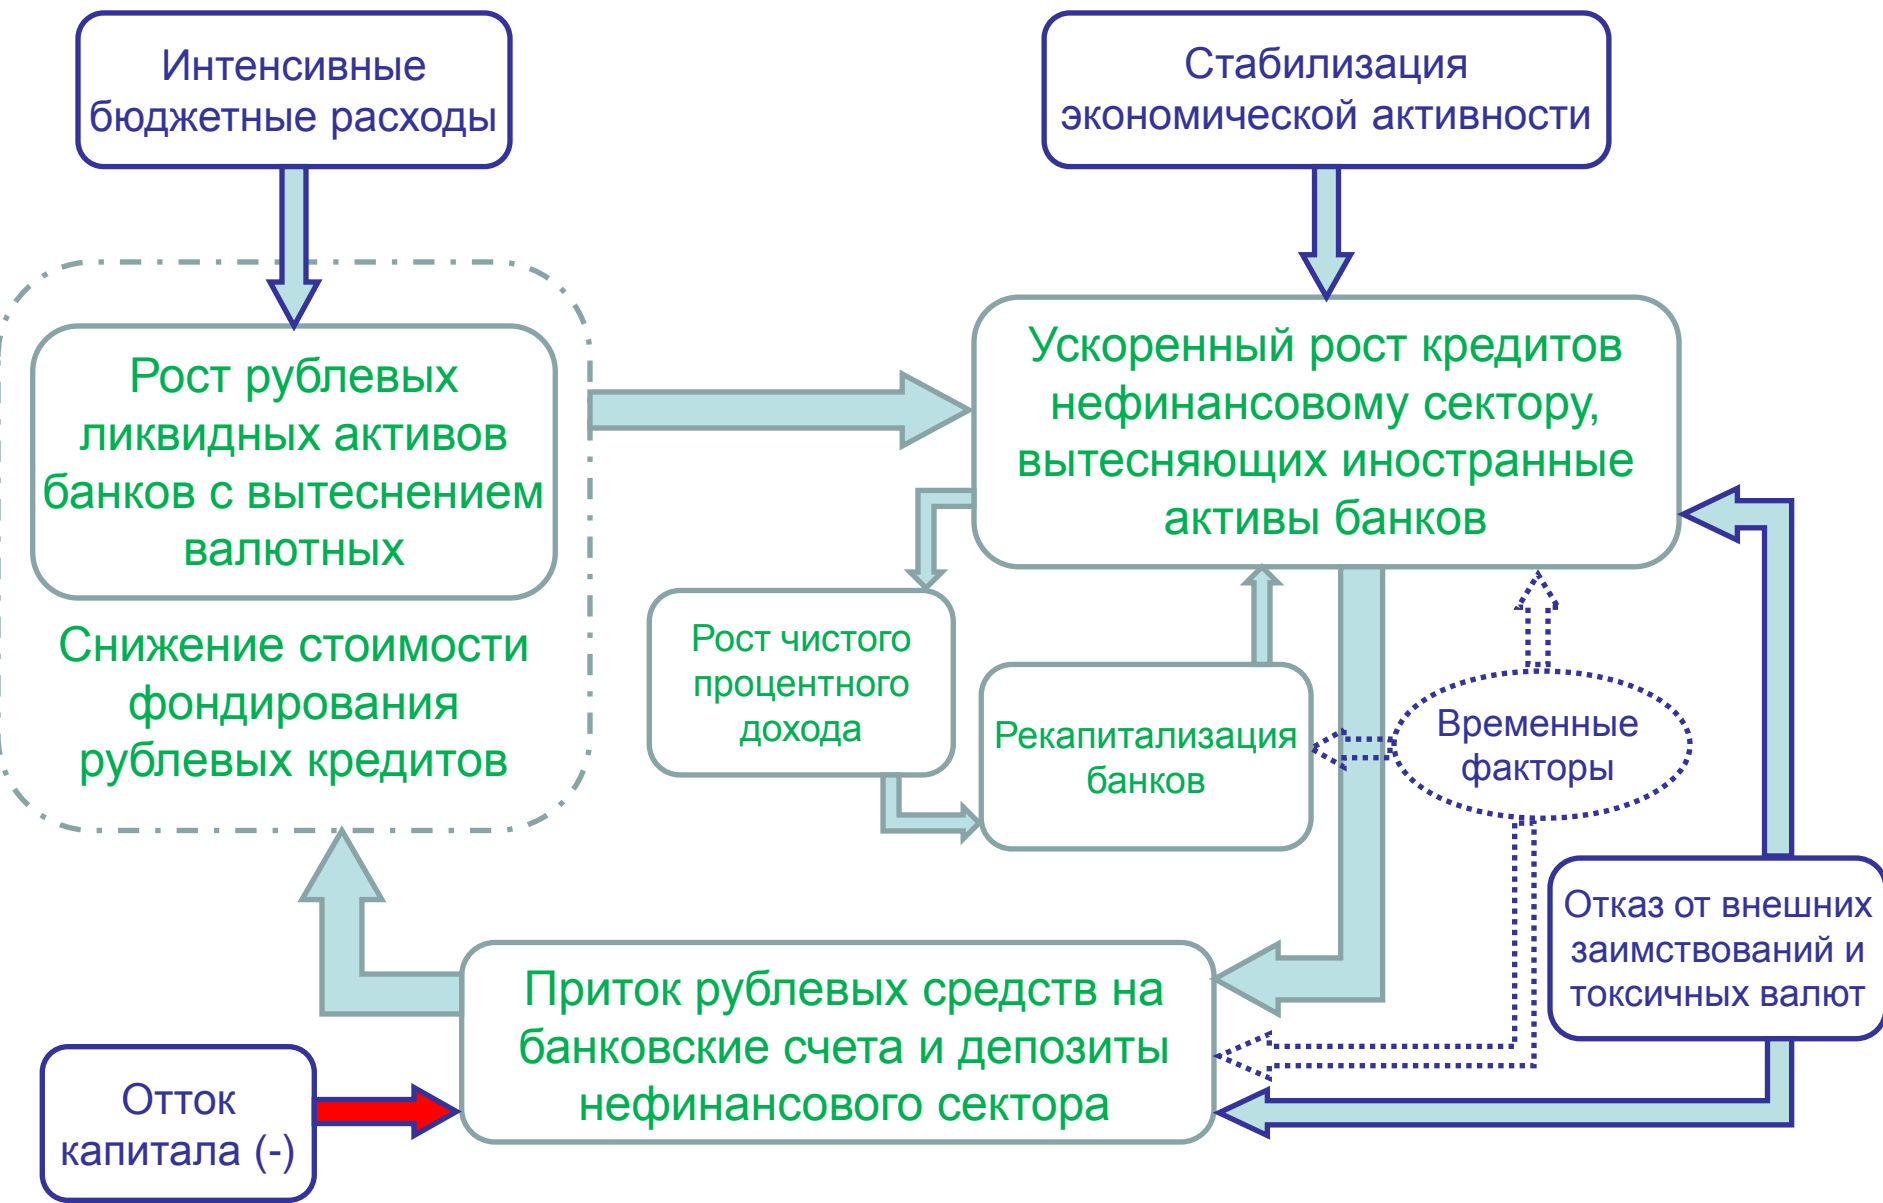 Интенсивные
бюджетные расходы
Стабилизация
экономической активности
Рост рублевых
ликвидных активов
банков с вытеснением
валютных
Снижение стоимости
фондирования
рублевых кредитов
Ускоренный рост кредитов
нефинансовому сектору,
вытесняющих иностранные
активы банков
Рост чистого
процентного
дохода
Рекапитализация
банков
Временные
факторы
Отказ от внешних
заимствований и
токсичных валют
Приток рублевых средств на
банковские счета и депозиты
нефинансового сектора
Отток
капитала (-)